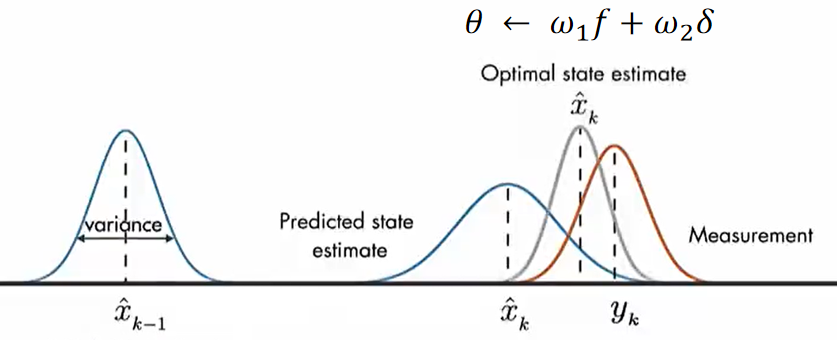 θ ← ω₁f + ω₂δ
Optimal state estimate
x̂ₖ
variance
Predicted state
estimate
Measurement
x̂ₖ₋₁
x̂ₖ
yₖ